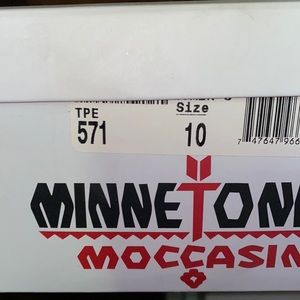 Size
TPE
571 10
7 47647 966
MINNETON
MOCCASIN